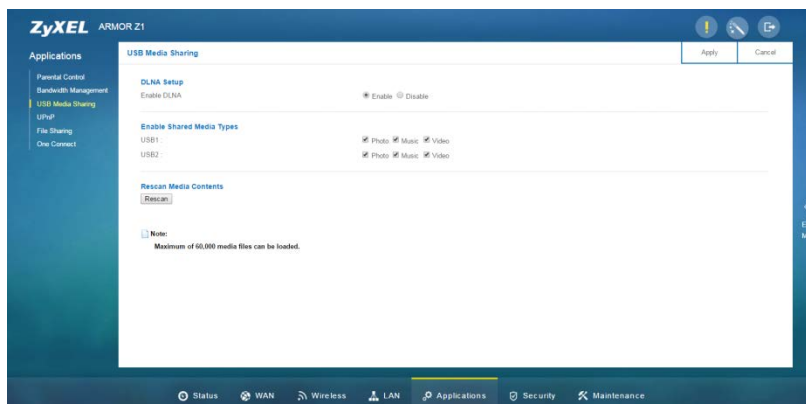 ZyXEL ARMOR Z1
Applications
Parental Control
Bandwidth Management
USB Media Sharing
UPnP
File Sharing
One Connect
USB Media Sharing
Apply
Cancel
DLNA Setup
Enable DLNA
Enable Disable
Enable Shared Media Types
USB1 :
Photo Music Video
USB2 :
Photo Music Video
Rescan Media Contents
Rescan
Note:
Maximum of 60,000 media files can be loaded.
Status WAN Wireless LAN Applications Security Maintenance